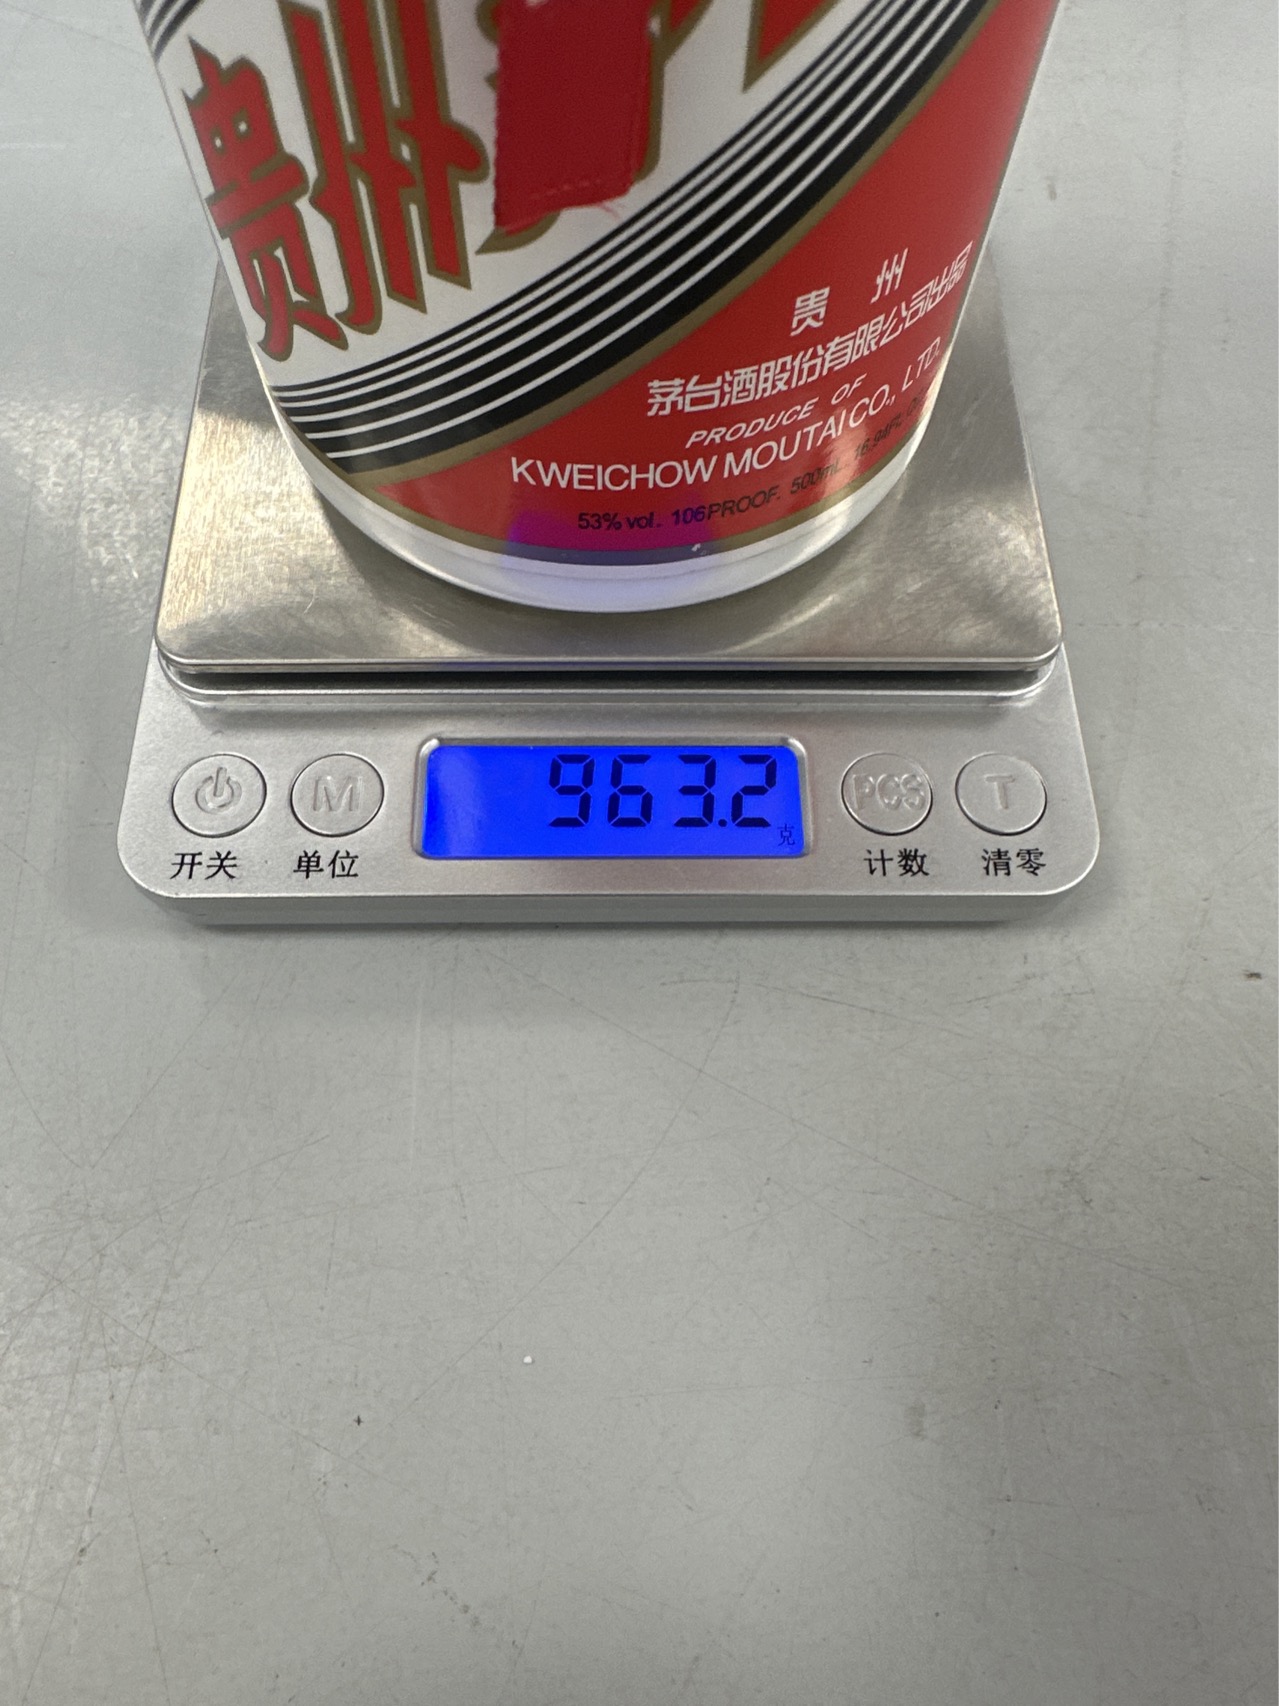 贵州
贵州
茅台酒股份有限公司出品
PRODUCE OF
KWEICHOW MOUTAI CO., LTD.
53% vol. 106PROOF. 500mL
963.2
克
M
PCS
T
开关
单位
计数
清零